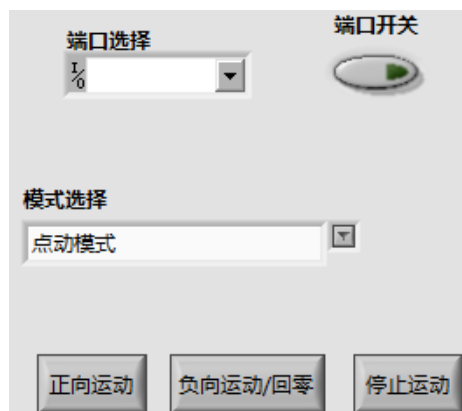 端口选择
端口开关
I/O
模式选择
点动模式
正向运动
负向运动/回零
停止运动